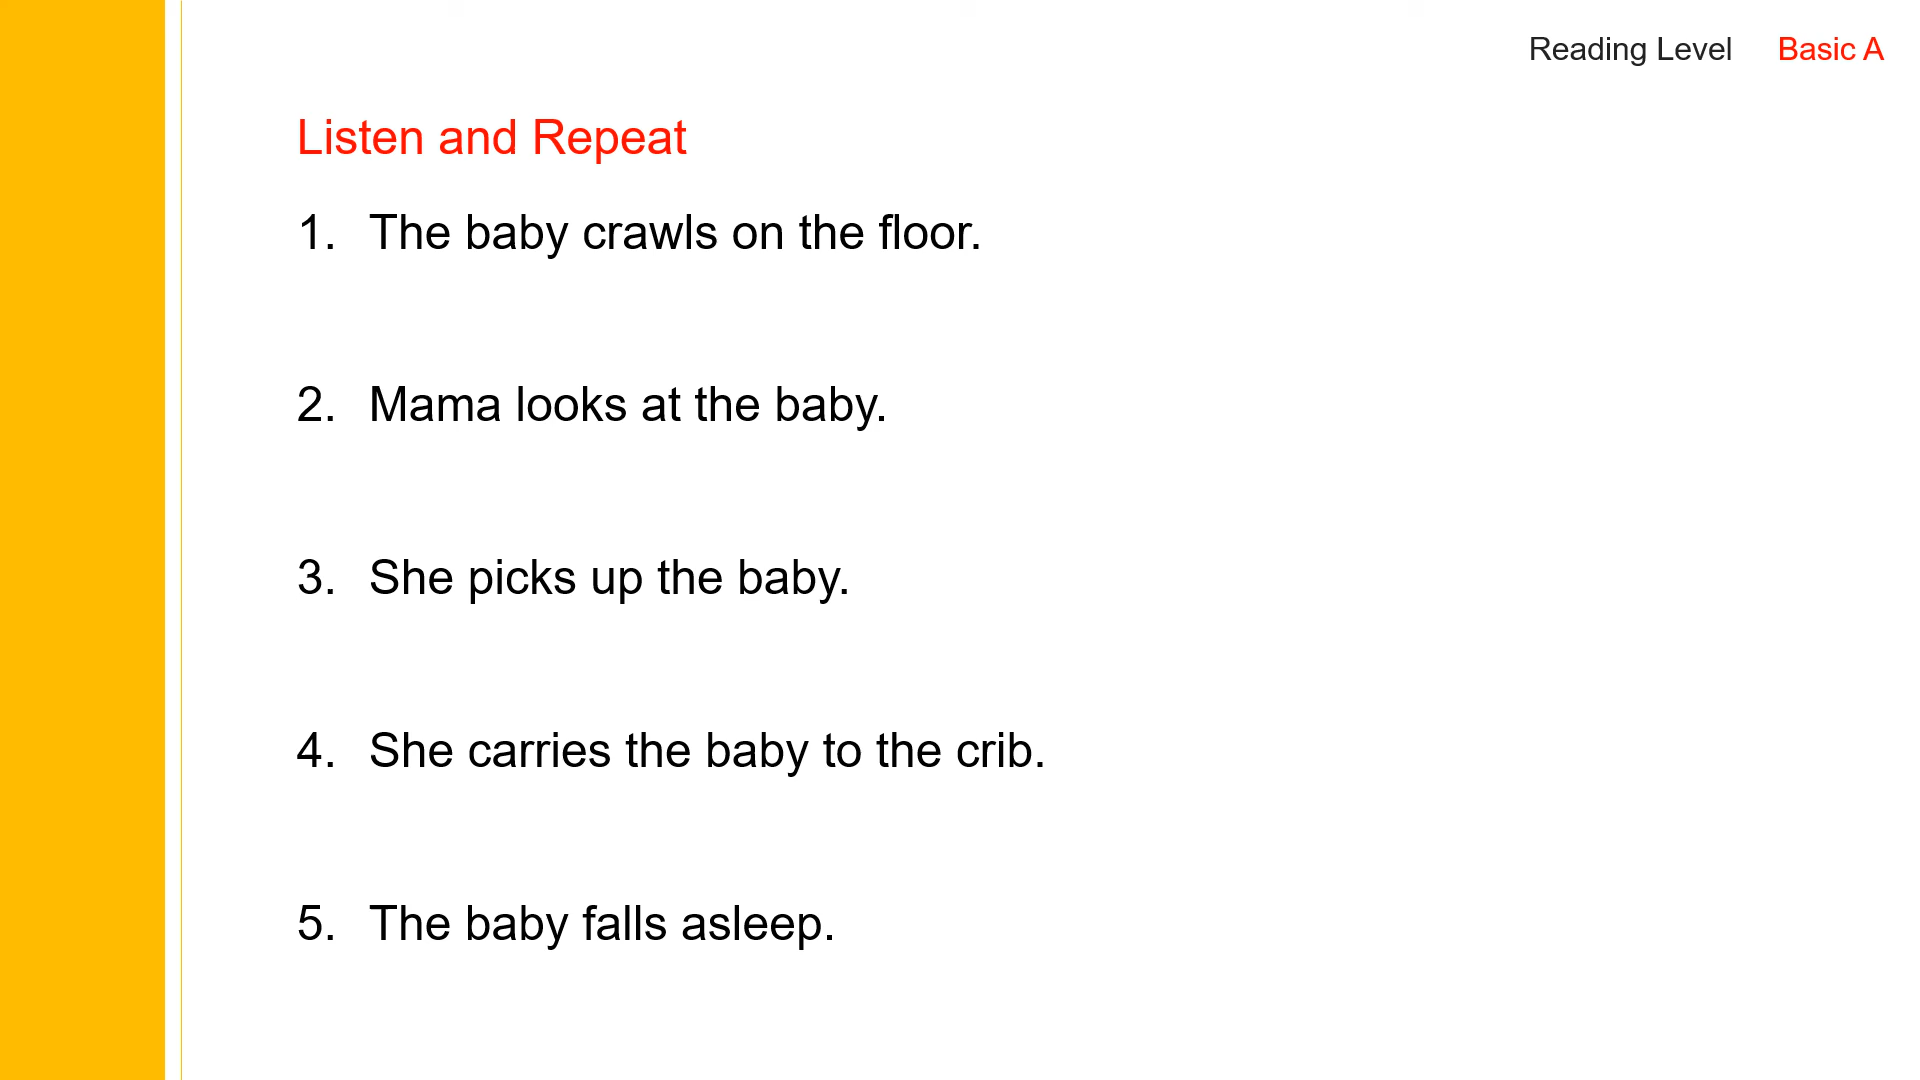 Reading Level Basic A
Listen and Repeat
1. The baby crawls on the floor.
2. Mama looks at the baby.
3. She picks up the baby.
4. She carries the baby to the crib.
5. The baby falls asleep.